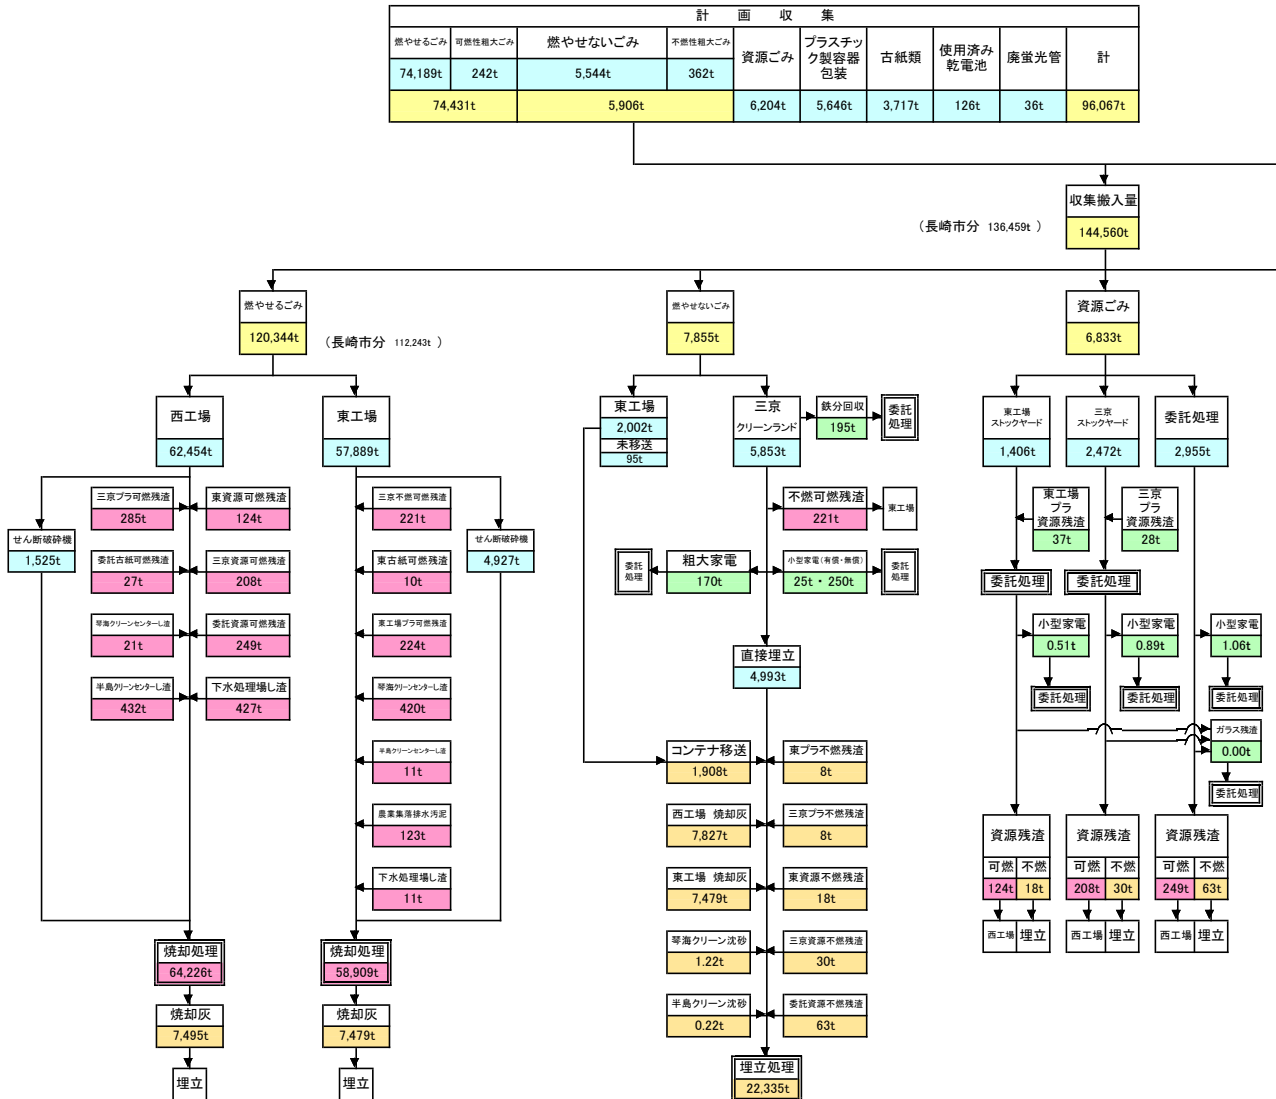 計 画 収 集
燃やせるごみ 可燃性粗大ごみ 燃やせないごみ 不燃性粗大ごみ 資源ごみ プラスチッ 古紙類 使用済み 廃蛍光管 計
ク製容器 乾電池
包装
74,189t 242t 5,544t 362t
74,431t 5,906t 6,204t 5,646t 3,717t 126t 36t 96,067t
収集搬入量
144,560t
（長崎市分 136,459t ）
燃やせるごみ
120,344t
（長崎市分 112,243t ）
燃やせないごみ
7,855t
資源ごみ
6,833t
西工場
62,454t
東工場
57,889t
せん断破砕機
1,525t
三京プラ可燃残渣
285t
東資源可燃残渣
124t
委託古紙可燃残渣
27t
三京資源可燃残渣
208t
琴海クリーンセンターし渣
21t
委託資源可燃残渣
249t
半島クリーンセンターし渣
432t
下水処理場し渣
427t
三京不燃可燃残渣
221t
せん断破砕機
4,927t
東古紙可燃残渣
10t
東工場プラ可燃残渣
224t
琴海クリーンセンターし渣
420t
半島クリーンセンターし渣
11t
農業集落排水汚泥
123t
下水処理場し渣
11t
焼却処理
64,226t
焼却灰
7,495t
埋立
焼却処理
58,909t
焼却灰
7,479t
埋立
東工場
2,002t
未移送
95t
三京
クリーンランド
5,853t
鉄分回収
195t
委託
処理
不燃可燃残渣
221t
東工場
委託
処理
粗大家電
170t
小型家電（有償・無償）
25t・250t
委託
処理
直接埋立
4,993t
コンテナ移送
1,908t
東プラ不燃残渣
8t
西工場 焼却灰
7,827t
三京プラ不燃残渣
8t
東工場 焼却灰
7,479t
東資源不燃残渣
18t
琴海クリーン沈砂
1.22t
三京資源不燃残渣
30t
半島クリーン沈砂
0.22t
委託資源不燃残渣
63t
埋立処理
22,335t
東工場
ストックヤード
1,406t
三京
ストックヤード
2,472t
委託処理
2,955t
東工場
プラ
資源残渣
37t
三京
プラ
資源残渣
28t
委託処理
委託処理
小型家電
0.51t
委託処理
小型家電
0.89t
委託処理
小型家電
1.06t
委託処理
ガラス残渣
0.00t
委託処理
資源残渣
可燃 不燃
124t 18t
西工場 埋立
資源残渣
可燃 不燃
208t 30t
西工場 埋立
資源残渣
可燃 不燃
249t 63t
西工場 埋立